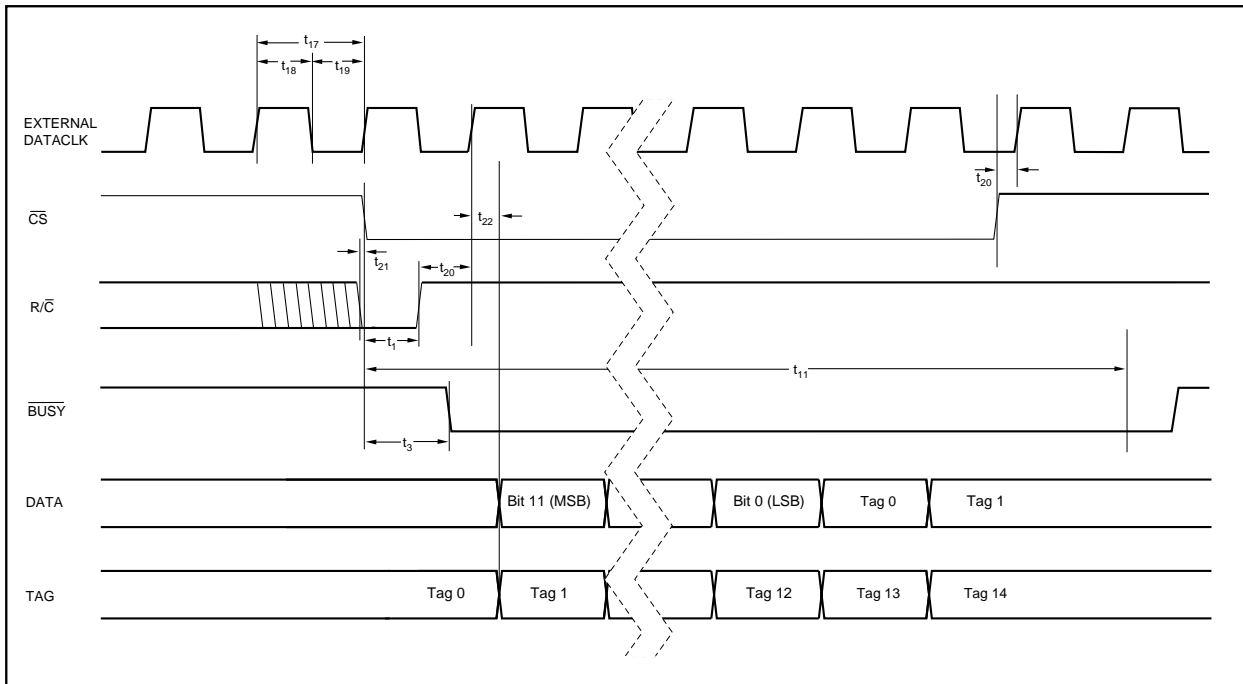 t17
t18 t19
EXTERNAL
DATACLK
t20
CS
t22
t21
t20
R/C
t1
t11
BUSY
t3
DATA
Bit 11 (MSB) Bit 0 (LSB) Tag 0 Tag 1
TAG
Tag 0 Tag 1 Tag 12 Tag 13 Tag 14